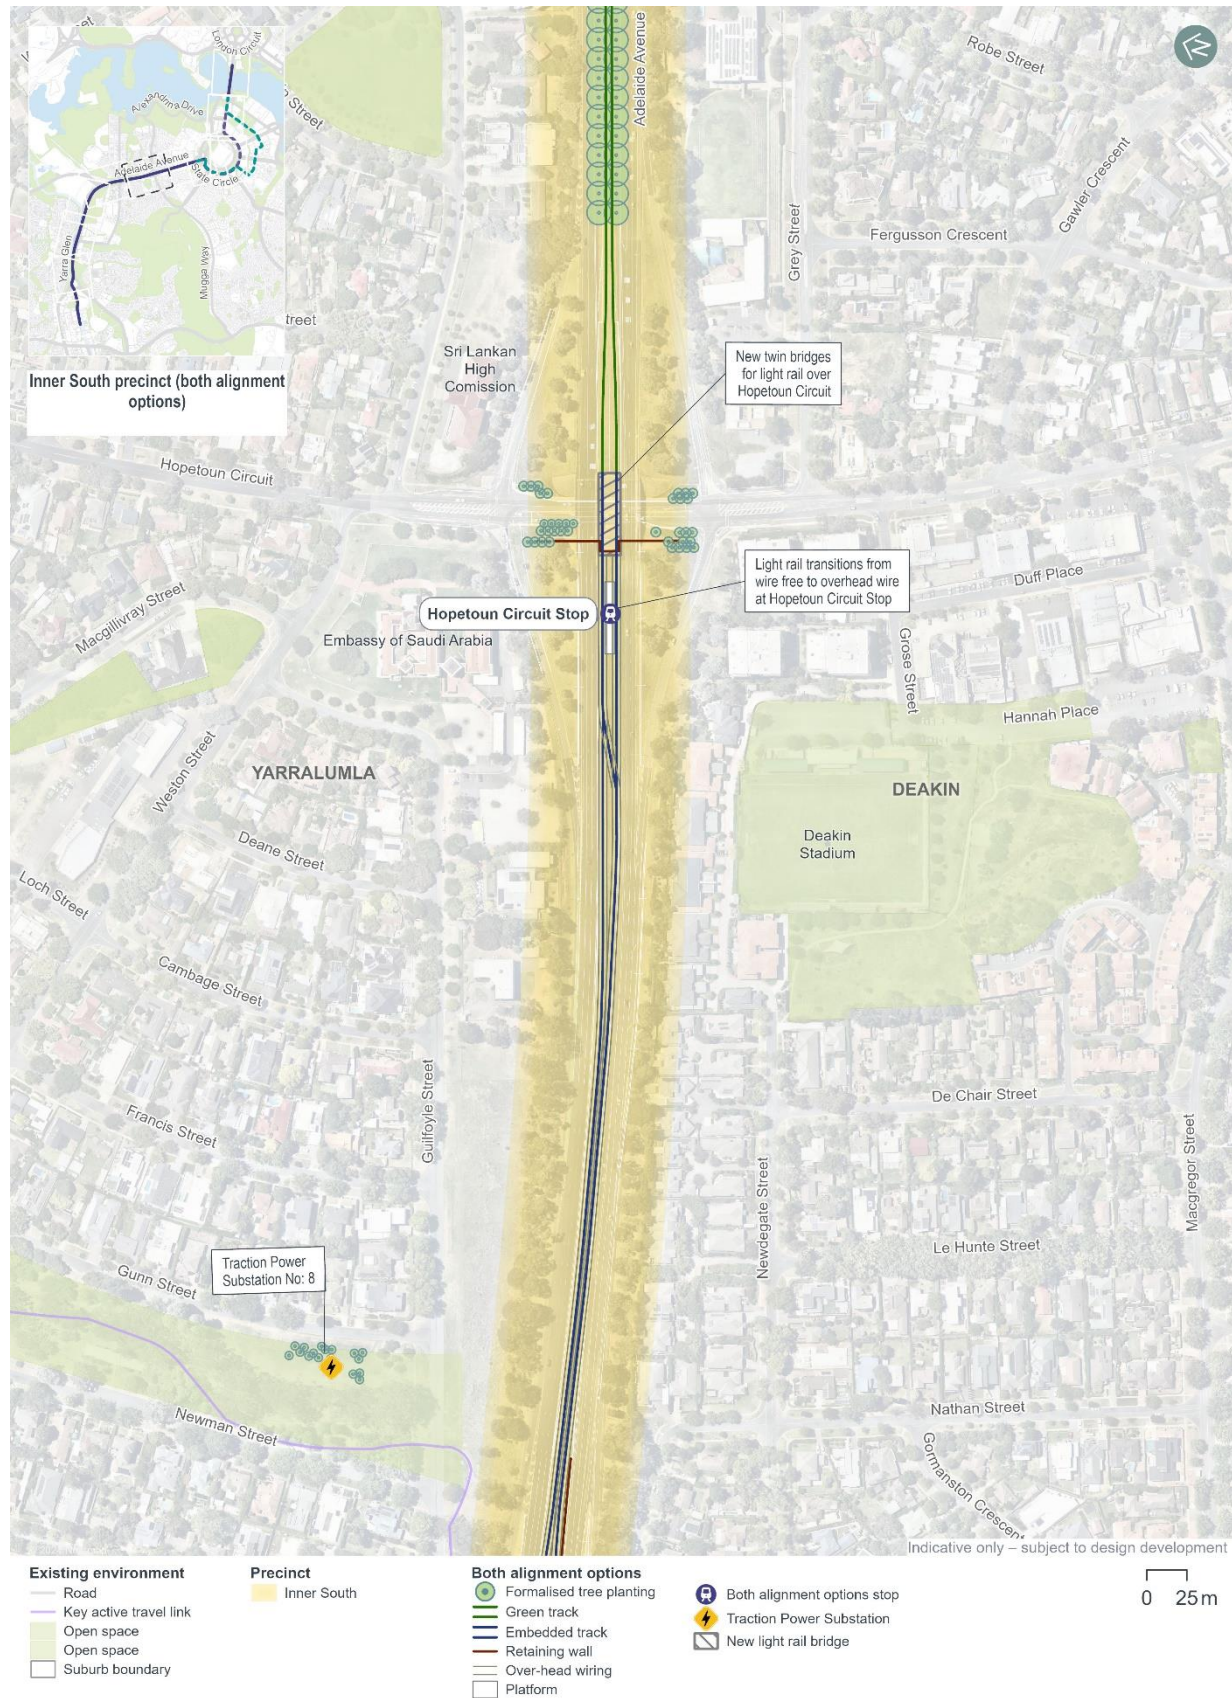 Street
London Circuit
Street
Alexandrina Drive
Adelaide Avenue
State Circle
Yarra Glen
Mugga Way
treet
Inner South precinct (both alignment
options)
Adelaide Avenue
Robe Street
N
Gawler Crescent
Grey Street
Fergusson Crescent
Sri Lankan
High
Comission
New twin bridges
for light rail over
Hopetoun Circuit
Hopetoun Circuit
Light rail transitions from
wire free to overhead wire
at Hopetoun Circuit Stop
Duff Place
Macgillivray Street
Hopetoun Circuit Stop
Embassy of Saudi Arabia
Grose Street
Hannah Place
Weston Street
YARRALUMLA
DEAKIN
Deane Street
Deakin
Stadium
Loch Street
Cambage Street
De Chair Street
Francis Street
Guilfoyle Street
Newdegate Street
Macgregor Street
Le Hunte Street
Traction Power
Substation No: 8
Gunn Street
Newman Street
Nathan Street
Gormanston Crescent
Indicative only – subject to design development
Existing environment
Road
Key active travel link
Open space
Open space
Suburb boundary
Precinct
Inner South
Both alignment options
Formalised tree planting
Green track
Embedded track
Retaining wall
Over-head wiring
Platform
Both alignment options stop
Traction Power Substation
New light rail bridge
0 25 m